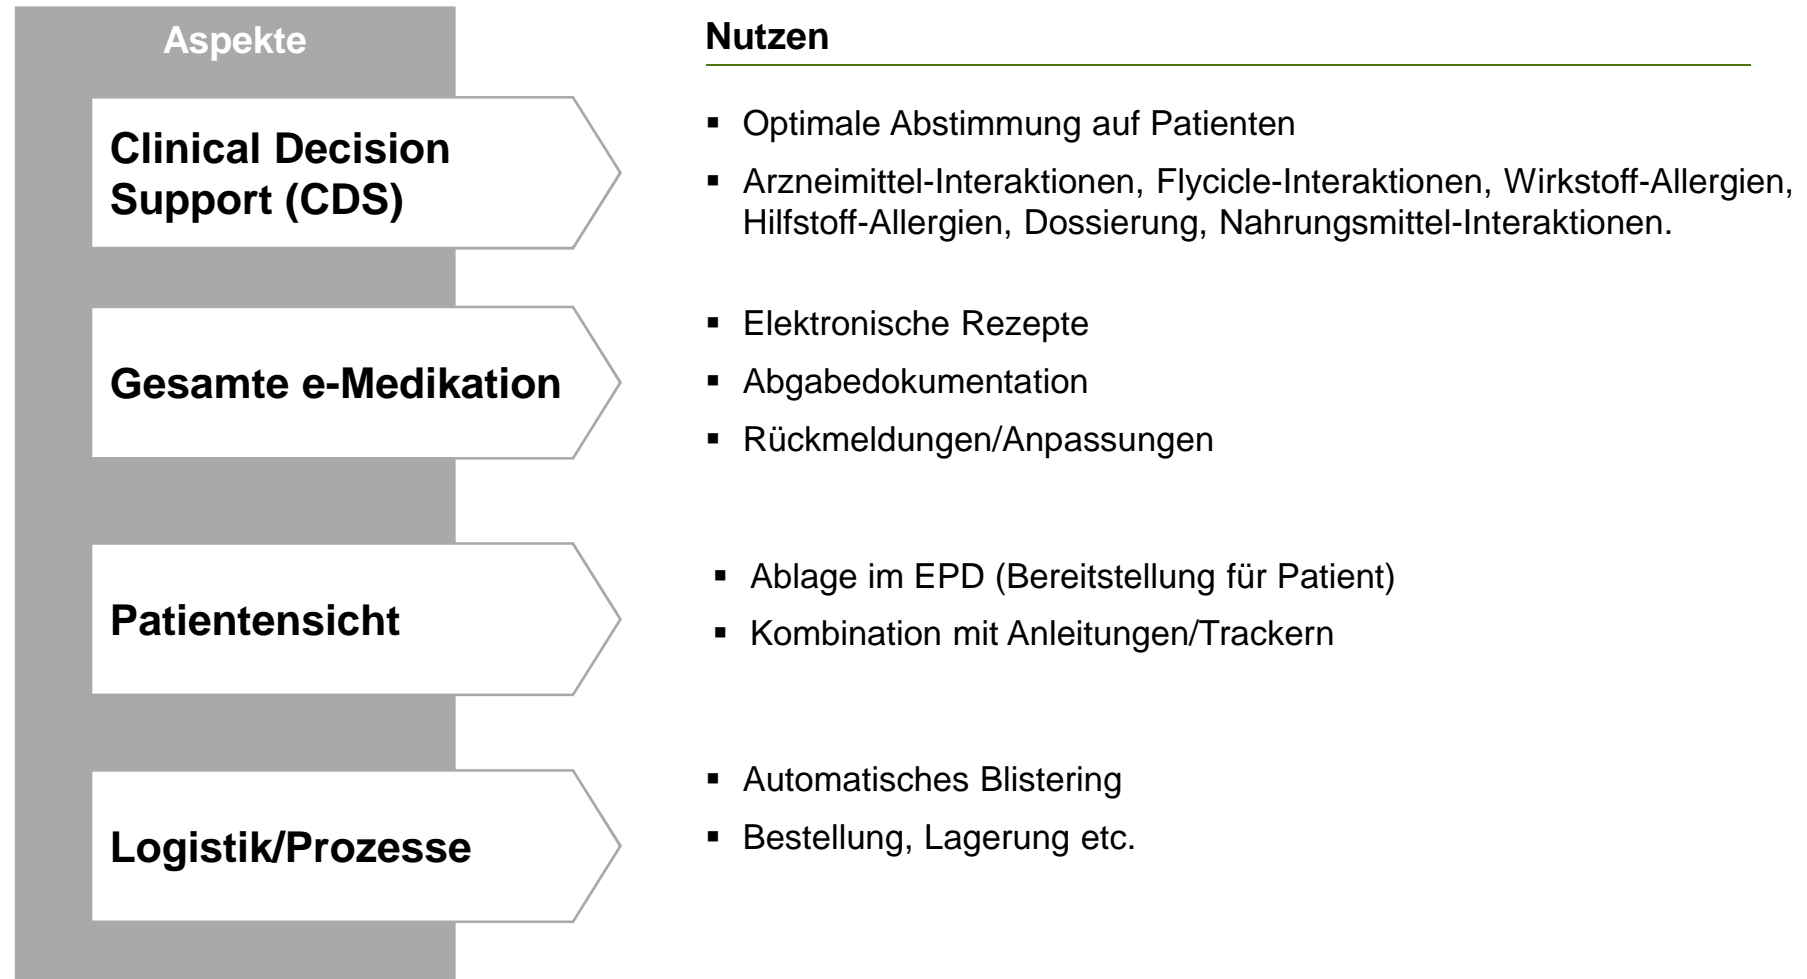 Aspekte
Nutzen
Clinical Decision
Support (CDS)
▪ Optimale Abstimmung auf Patienten
▪ Arzneimittel-Interaktionen, Flycicle-Interaktionen, Wirkstoff-Allergien,
Hilfstoff-Allergien, Dossierung, Nahrungsmittel-Interaktionen.
Gesamte e-Medikation
▪ Elektronische Rezepte
▪ Abgabedokumentation
▪ Rückmeldungen/Anpassungen
Patientensicht
▪ Ablage im EPD (Bereitstellung für Patient)
▪ Kombination mit Anleitungen/Trackern
Logistik/Prozesse
▪ Automatisches Blistering
▪ Bestellung, Lagerung etc.